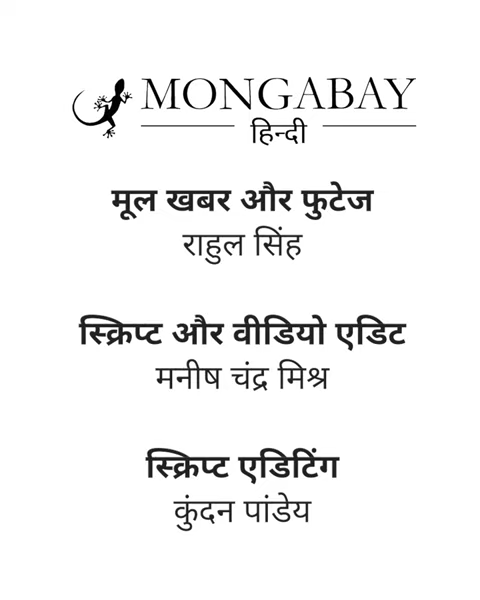 MONGABAY
हिन्दी
मूल खबर और फुटेज
राहुल सिंह
स्क्रिप्ट और वीडियो एडिट
मनीष चंद्र मिश्र
स्क्रिप्ट एडिटिंग
कुंदन पांडेय